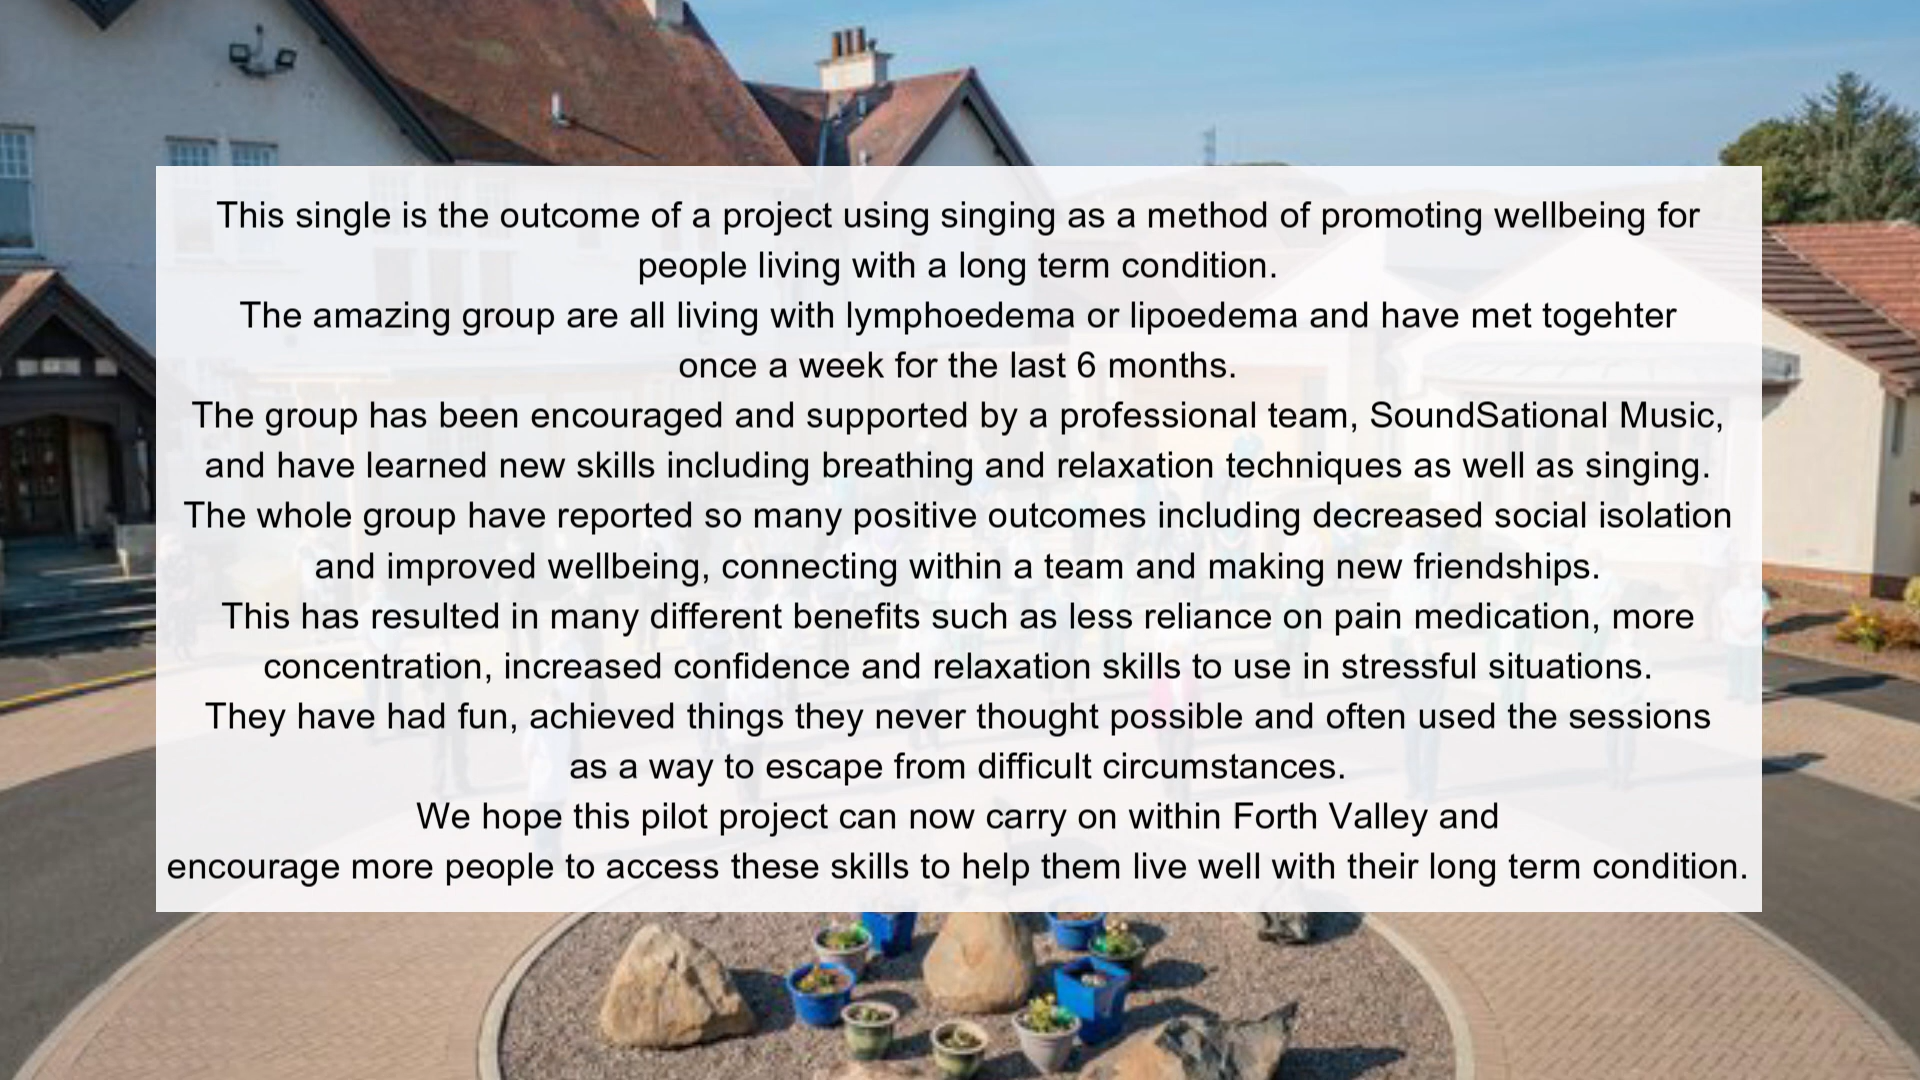 This single is the outcome of a project using singing as a method of promoting wellbeing for
people living with a long term condition.
The amazing group are all living with lymphoedema or lipoedema and have met togehter
once a week for the last 6 months.
The group has been encouraged and supported by a professional team, SoundSational Music,
and have learned new skills including breathing and relaxation techniques as well as singing.
The whole group have reported so many positive outcomes including decreased social isolation
and improved wellbeing, connecting within a team and making new friendships.
This has resulted in many different benefits such as less reliance on pain medication, more
concentration, increased confidence and relaxation skills to use in stressful situations.
They have had fun, achieved things they never thought possible and often used the sessions
as a way to escape from difficult circumstances.
We hope this pilot project can now carry on within Forth Valley and
encourage more people to access these skills to help them live well with their long term condition.